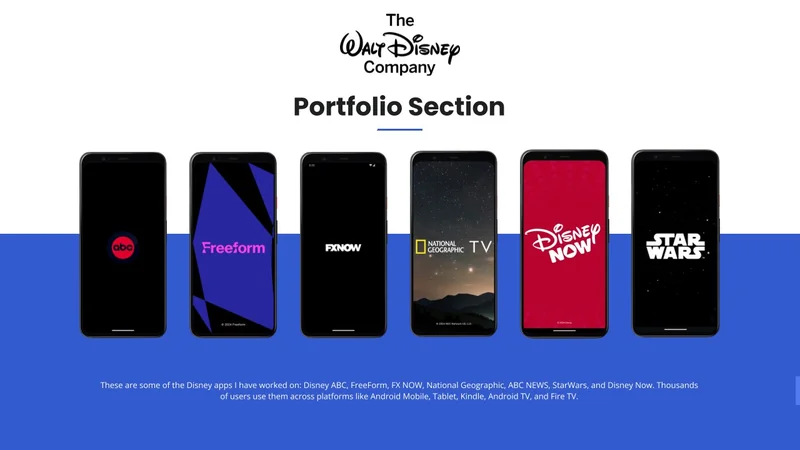 The
WALT DISNEY
Company
Portfolio Section
abc
Freeform
FXNOW
NATIONAL
GEOGRAPHIC TV
DISNEY
NOW
STAR
WARS
These are some of the Disney apps I have worked on: Disney ABC, FreeForm, FX NOW, National Geographic, ABC NEWS, StarWars, and Disney Now. Thousands
of users use them across platforms like Android Mobile, Tablet, Kindle, Android TV, and Fire TV.